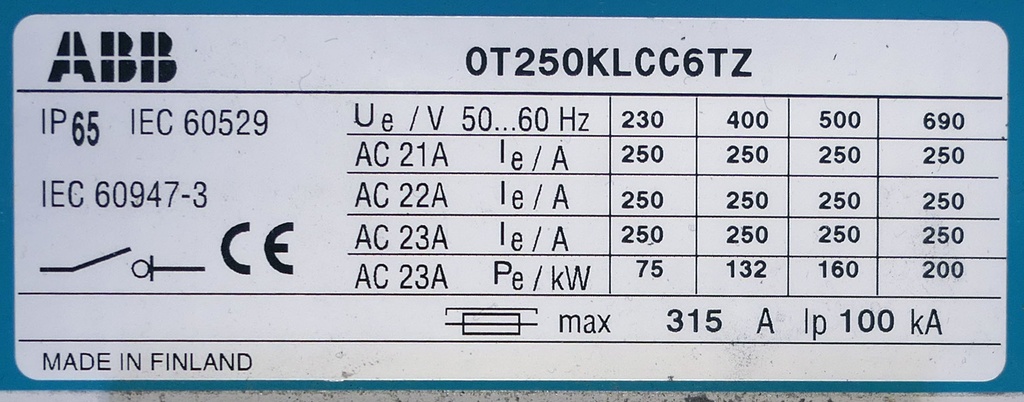 ABB OT250KLCC6TZ
IP65 IEC 60529
IEC 60947-3
CE
Ue / V 50...60 Hz 230 400 500 690
AC 21A Ie / A 250 250 250 250
AC 22A Ie / A 250 250 250 250
AC 23A Ie / A 250 250 250 250
AC 23A Pe / kW 75 132 160 200
max 315 A Ip 100 kA
MADE IN FINLAND